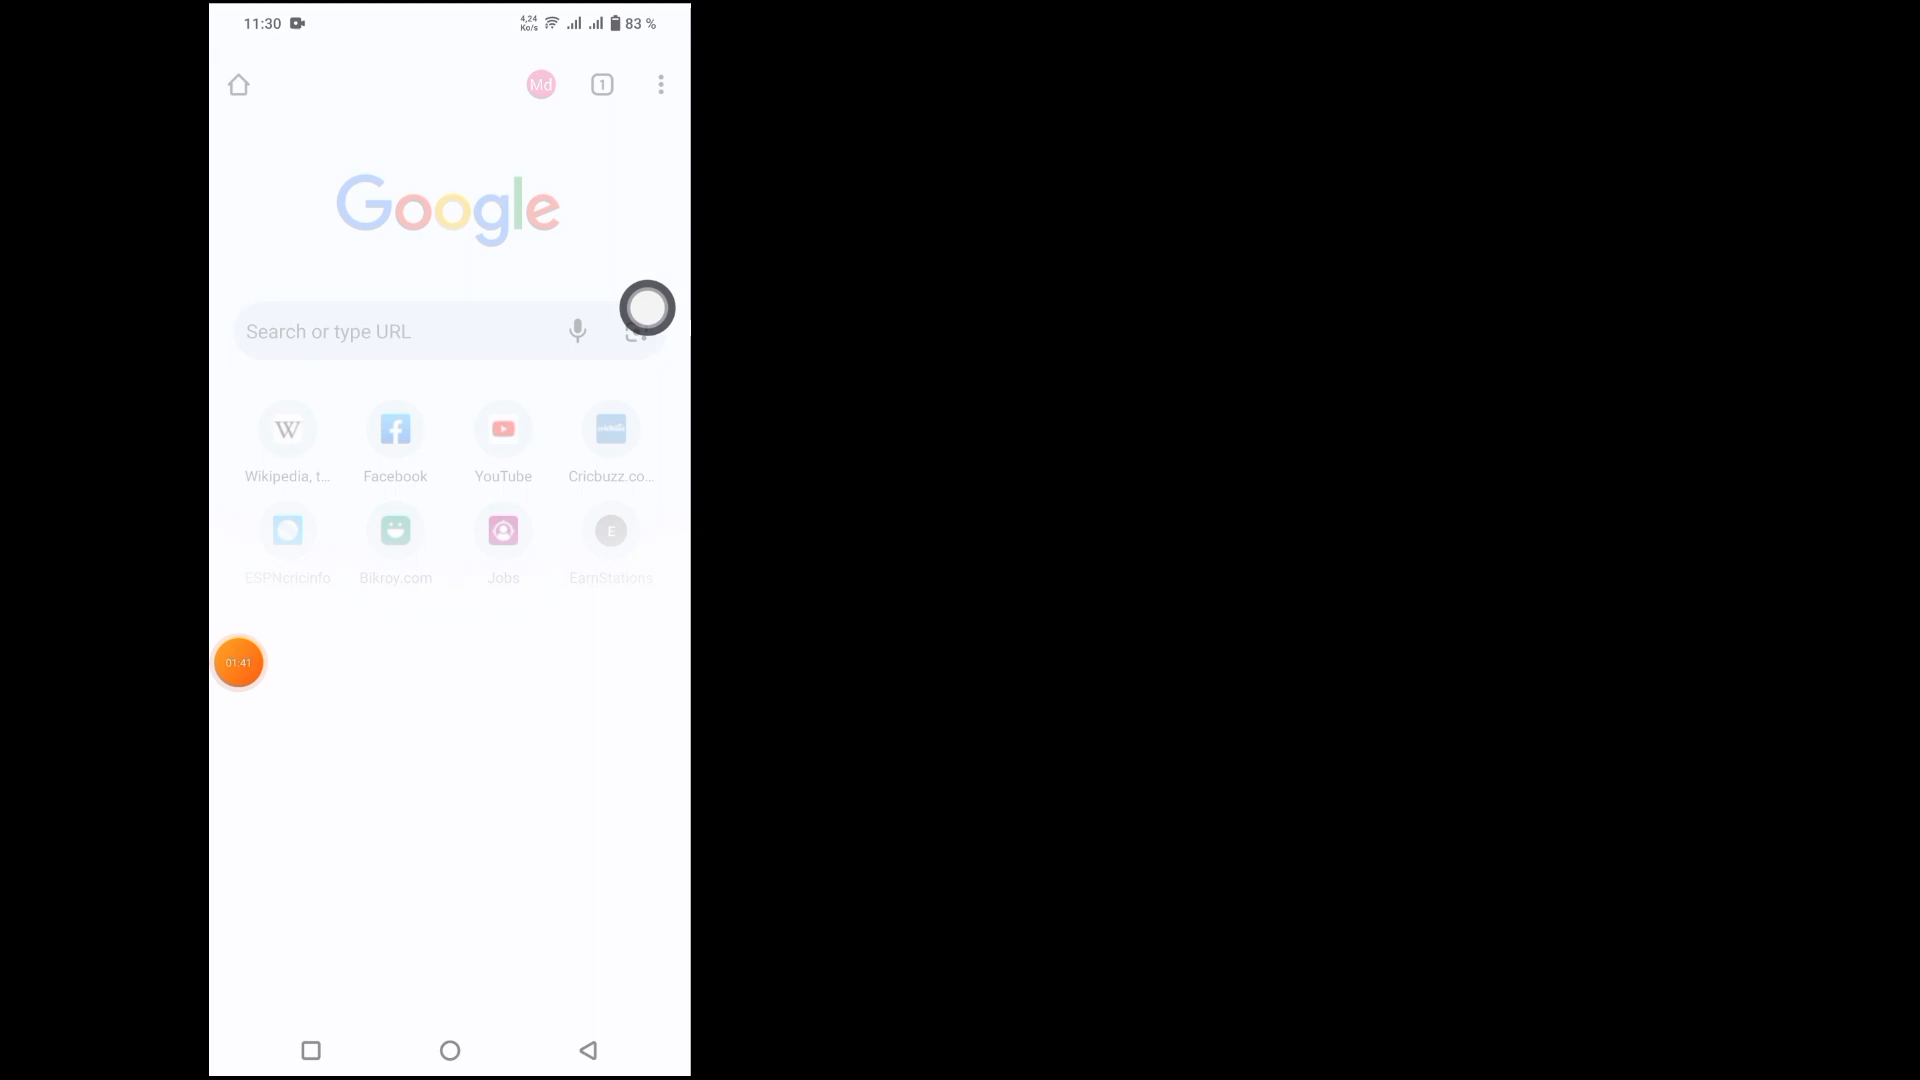 11:30
4,24
Ko/s
83 %
Md
1
Google
Search or type URL
W
Wikipedia, t...
Facebook
YouTube
Cricbuzz.co...
E
ESPNcricinfo
Bikroy.com
Jobs
EarnStations
01:41